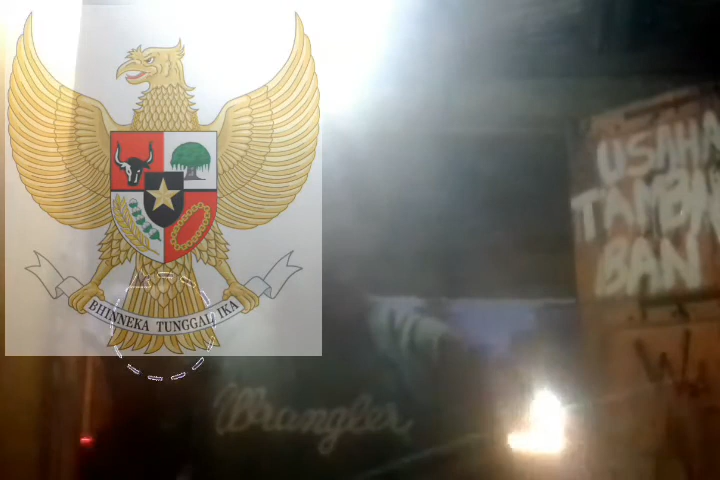 BHINNEKA TUNGGAL IKA
USAHA
TAMBAL
BAN
Wrangler